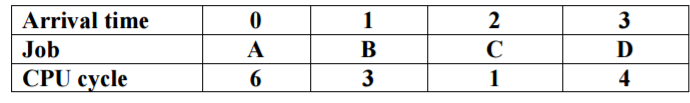 Arrival time 0 1 2 3
Job A B C D
CPU cycle 6 3 1 4